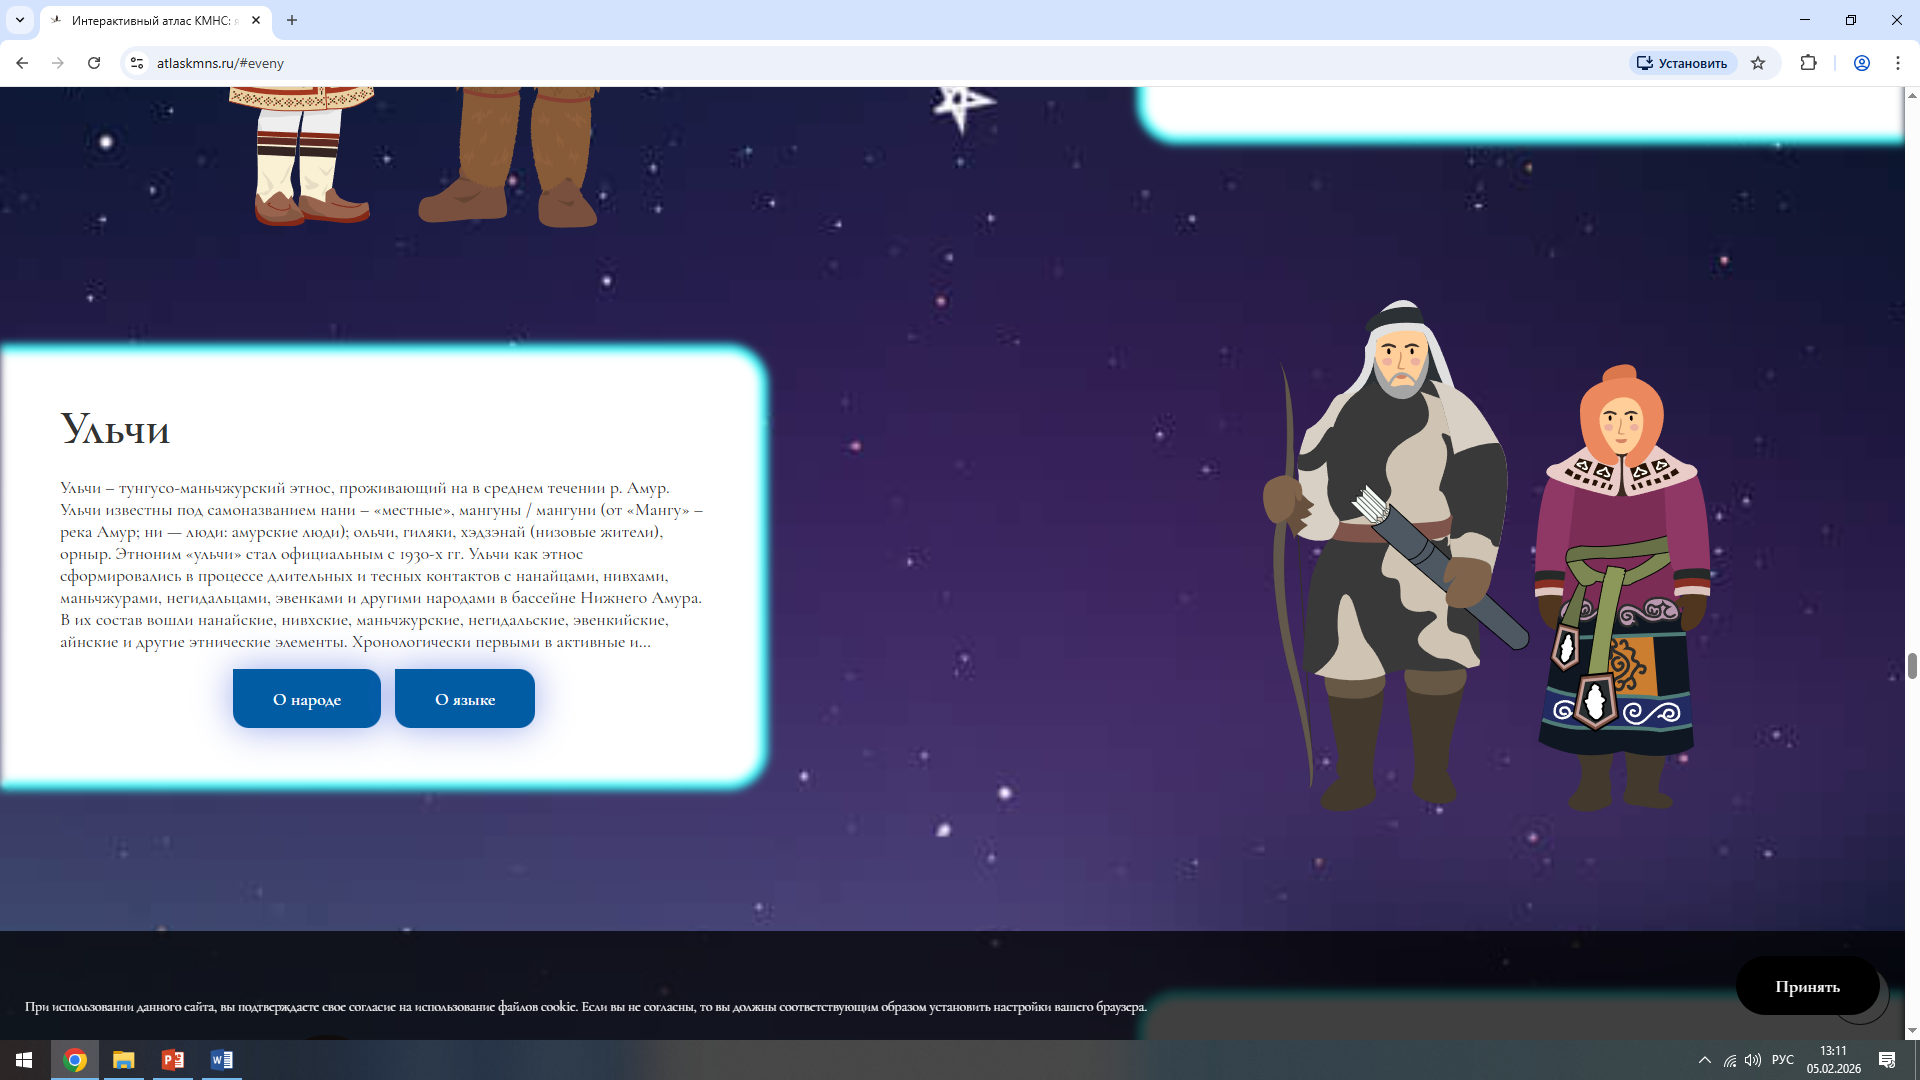 Интерактивный атлас КМНС:
atlaskmns.ru/#eveny
Установить
Ульчи
Ульчи – тунгусо-маньчжурский этнос, проживающий на в среднем течении р. Амур.
Ульчи известны под самоназванием нани – «местные», мангуны / мангуни (от «Мангу» –
река Амур; ни — люди: амурские люди); ольчи, гиляки, хэдзэнай (низовые жители),
орныр. Этноним «ульчи» стал официальным с 1930-х гг. Ульчи как этнос
сформировались в процессе длительных и тесных контактов с нанайцами, нивхами,
маньчжурами, негидальцами, эвенками и другими народами в бассейне Нижнего Амура.
В их состав вошли нанайские, нивхские, маньчжурские, негидальские, эвенкийские,
айнские и другие этнические элементы. Хронологически первыми в активные и...
О народе
О языке
При использовании данного сайта, вы подтверждаете свое согласие на использование файлов cookie. Если вы не согласны, то вы должны соответствующим образом установить настройки вашего браузера.
Принять
РУС
13:11
05.02.2026